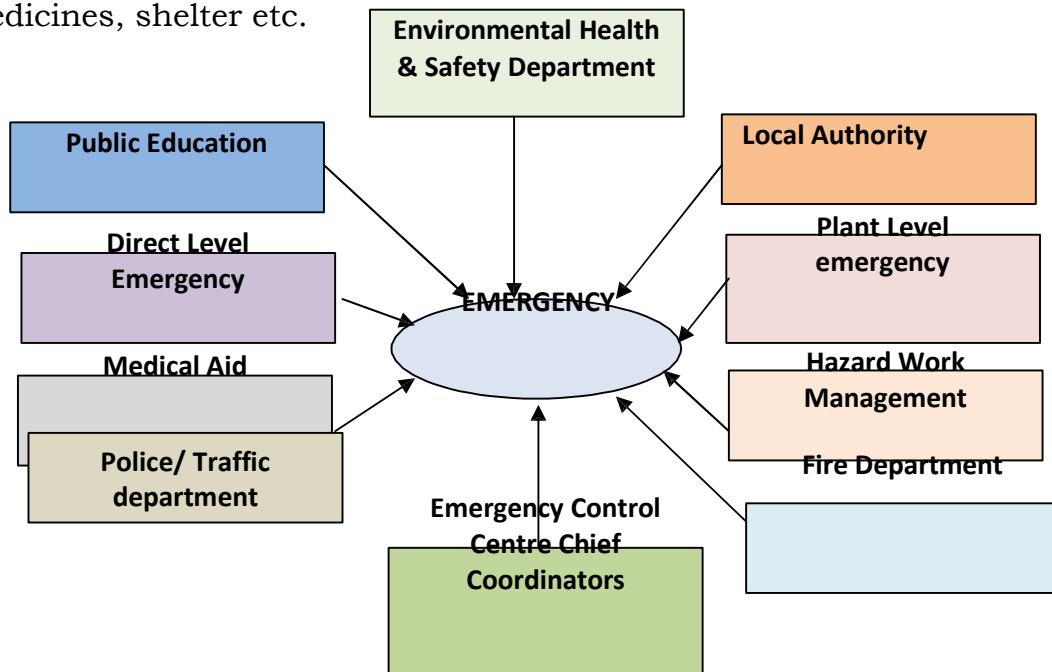 edicines, shelter etc.
Environmental Health
& Safety Department
Public Education
Local Authority
Direct Level
Emergency
Plant Level
emergency
EMERGENCY
Medical Aid
Hazard Work
Management
Police/ Traffic
department
Fire Department
Emergency Control
Centre Chief
Coordinators